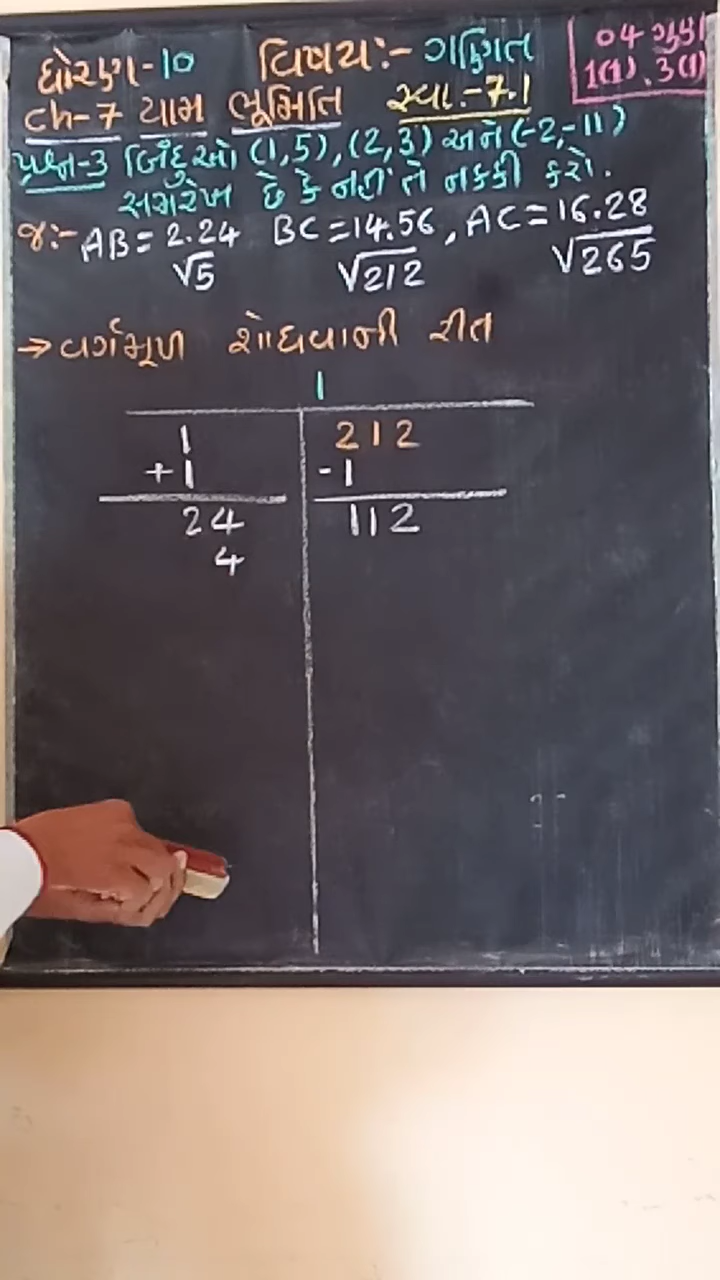 ધોરણ-10 વિષય:- ગણિત
04 ગુણ
1(1), 3(1)
ch-7 યામ ભૂમિતિ સ્વા.-7.1
પ્રશ્ન-3 બિંદુઓ (1,5), (2,3) અને (-2,-11)
સમરેખ છે કે નહીં તે નક્કી કરો.
જ:- AB = 2.24 BC = 14.56, AC = 16.28
√5 √212 √265
→ વર્ગમૂળ શોધવાની રીત
1
1 212
+1 -1
24 112
4